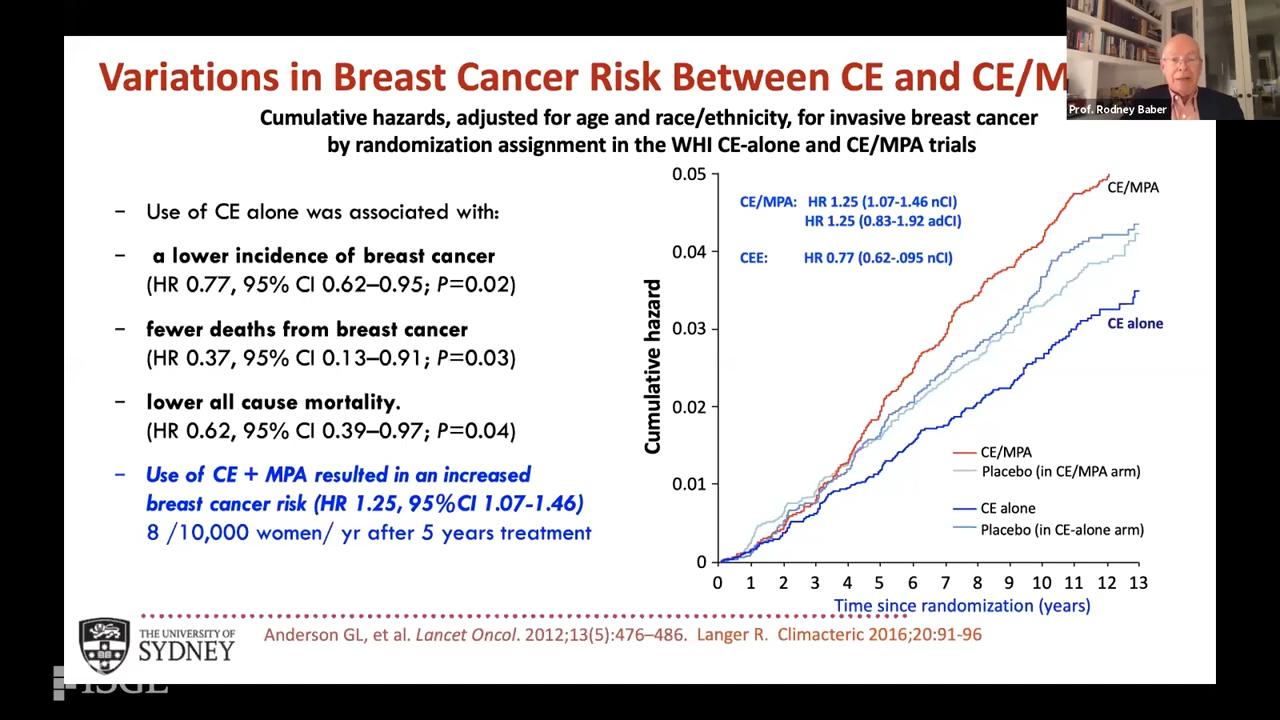 Variations in Breast Cancer Risk Between CE and CE/M
Prof. Rodney Baber
Cumulative hazards, adjusted for age and race/ethnicity, for invasive breast cancer
by randomization assignment in the WHI CE-alone and CE/MPA trials
– Use of CE alone was associated with:
– a lower incidence of breast cancer
(HR 0.77, 95% CI 0.62–0.95; P=0.02)
– fewer deaths from breast cancer
(HR 0.37, 95% CI 0.13–0.91; P=0.03)
– lower all cause mortality.
(HR 0.62, 95% CI 0.39–0.97; P=0.04)
– Use of CE + MPA resulted in an increased
breast cancer risk (HR 1.25, 95%CI 1.07-1.46)
8 /10,000 women/ yr after 5 years treatment
Cumulative hazard
0.05
0.04
0.03
0.02
0.01
0
CE/MPA: HR 1.25 (1.07-1.46 nCI)
HR 1.25 (0.83-1.92 adCI)
CEE: HR 0.77 (0.62-.095 nCI)
CE/MPA
CE alone
CE/MPA
Placebo (in CE/MPA arm)
CE alone
Placebo (in CE-alone arm)
0 1 2 3 4 5 6 7 8 9 10 11 12 13
Time since randomization (years)
THE UNIVERSITY OF
SYDNEY
Anderson GL, et al. Lancet Oncol. 2012;13(5):476–486. Langer R. Climacteric 2016;20:91-96